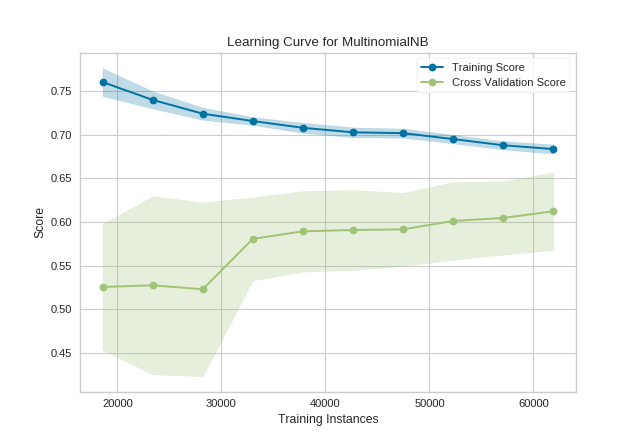 Learning Curve for MultinomialNB
Training Score
Cross Validation Score
0.75
0.70
0.65
0.60
0.55
0.50
0.45
Score
20000 30000 40000 50000 60000
Training Instances